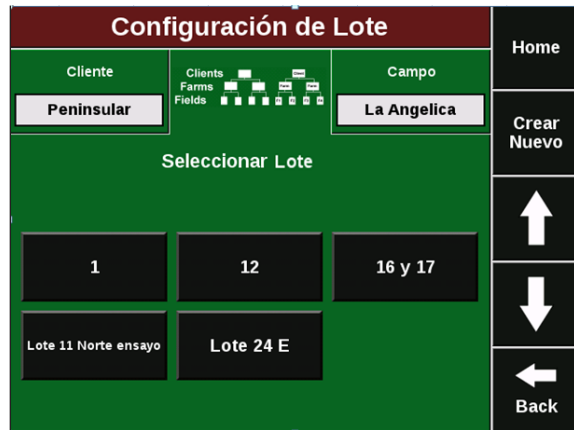 Configuración de Lote
Home
Cliente
Clients
Farms
Fields
Campo
Peninsular
La Angelica
Crear
Nuevo
Seleccionar Lote
1
12
16 y 17
Lote 11 Norte ensayo
Lote 24 E
Back